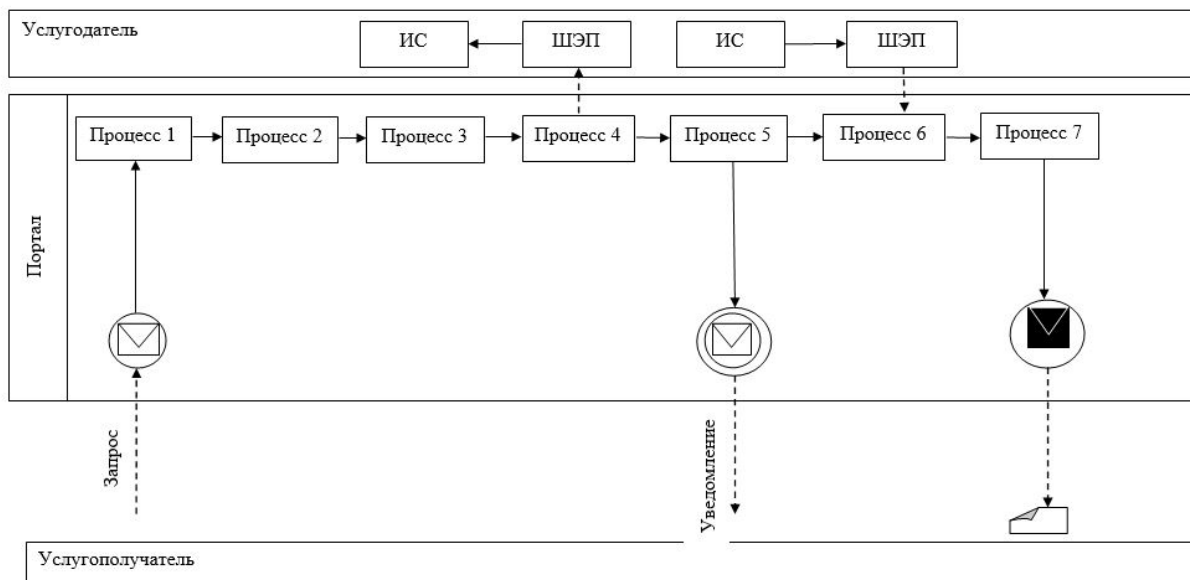 Услугодатель
ИС
ШЭП
ИС
ШЭП
Портал
Процесс 1
Процесс 2
Процесс 3
Процесс 4
Процесс 5
Процесс 6
Процесс 7
Запрос
Уведомление
Услугополучатель